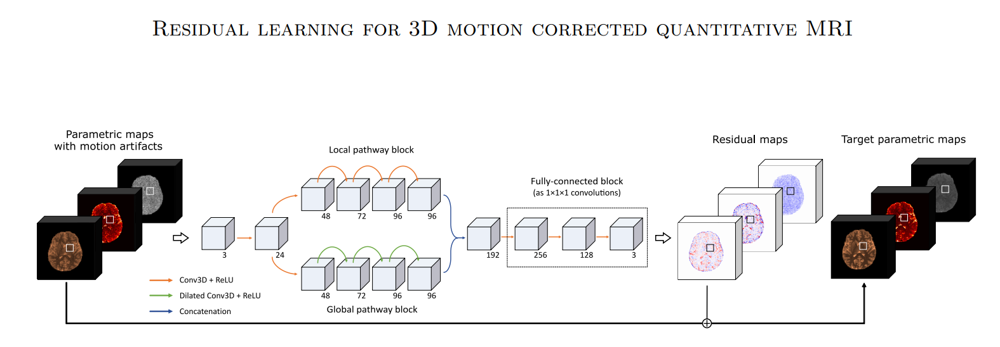 Residual learning for 3D motion corrected quantitative MRI
Parametric maps
with motion artifacts
Local pathway block
Fully-connected block
(as 1×1×1 convolutions)
Residual maps
Target parametric maps
48
72
96
96
3
24
192
256
128
3
48
72
96
96
Conv3D + ReLU
Dilated Conv3D + ReLU
Concatenation
Global pathway block